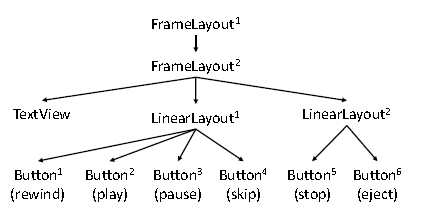 FrameLayout¹
FrameLayout²
TextView LinearLayout¹ LinearLayout²
Button¹ Button² Button³ Button⁴ Button⁵ Button⁶
(rewind) (play) (pause) (skip) (stop) (eject)